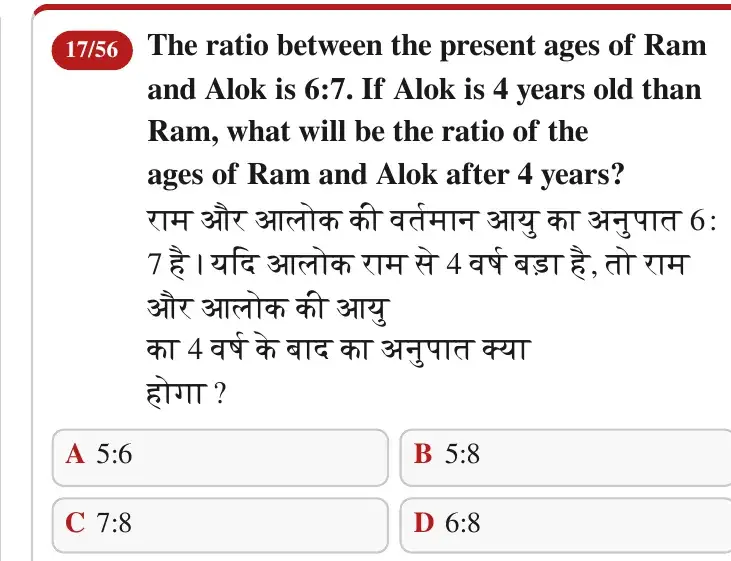 17/56 The ratio between the present ages of Ram
and Alok is 6:7. If Alok is 4 years old than
Ram, what will be the ratio of the
ages of Ram and Alok after 4 years?
राम और आलोक की वर्तमान आयु का अनुपात 6:
7 है। यदि आलोक राम से 4 वर्ष बड़ा है, तो राम
और आलोक की आयु
का 4 वर्ष के बाद का अनुपात क्या
होगा ?
A 5:6
B 5:8
C 7:8
D 6:8